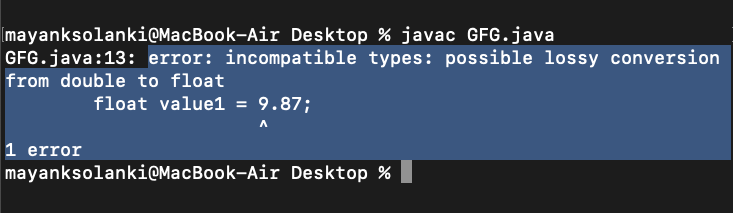 mayanksolanki@MacBook-Air Desktop % javac GFG.java
GFG.java:13: error: incompatible types: possible lossy conversion
from double to float
        float value1 = 9.87;
                       ^
1 error
mayanksolanki@MacBook-Air Desktop %